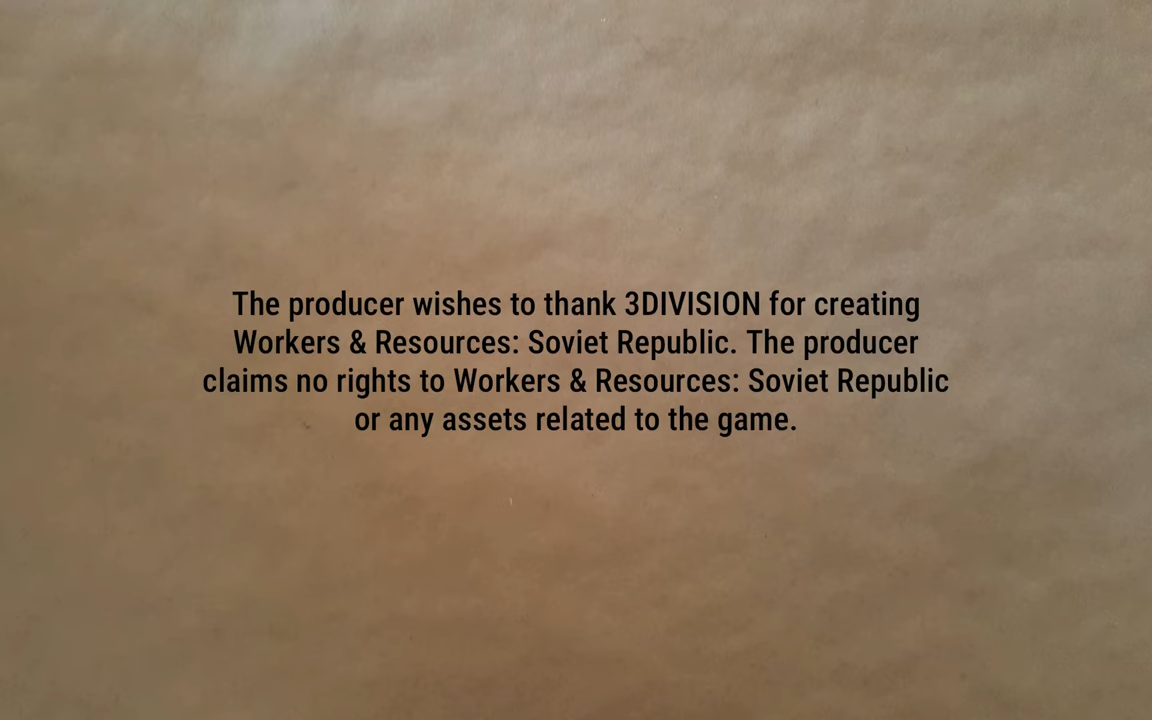 The producer wishes to thank 3DIVISION for creating
Workers & Resources: Soviet Republic. The producer
claims no rights to Workers & Resources: Soviet Republic
or any assets related to the game.